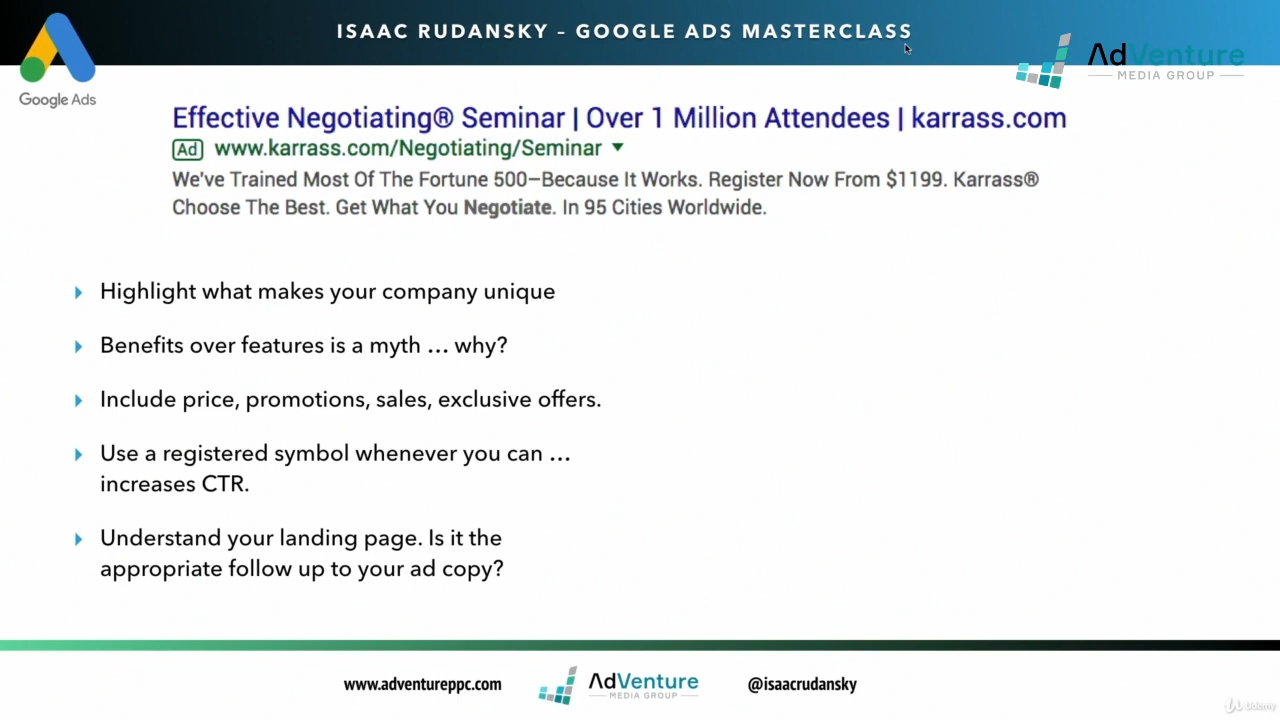 ISAAC RUDANSKY – GOOGLE ADS MASTERCLASS
AdVenture
MEDIA GROUP
Google Ads
Effective Negotiating® Seminar | Over 1 Million Attendees | karrass.com
Ad www.karrass.com/Negotiating/Seminar
We've Trained Most Of The Fortune 500–Because It Works. Register Now From $1199. Karrass®
Choose The Best. Get What You Negotiate. In 95 Cities Worldwide.
Highlight what makes your company unique
Benefits over features is a myth … why?
Include price, promotions, sales, exclusive offers.
Use a registered symbol whenever you can …
increases CTR.
Understand your landing page. Is it the
appropriate follow up to your ad copy?
www.adventureppc.com
AdVenture
MEDIA GROUP
@isaacrudansky
Udemy